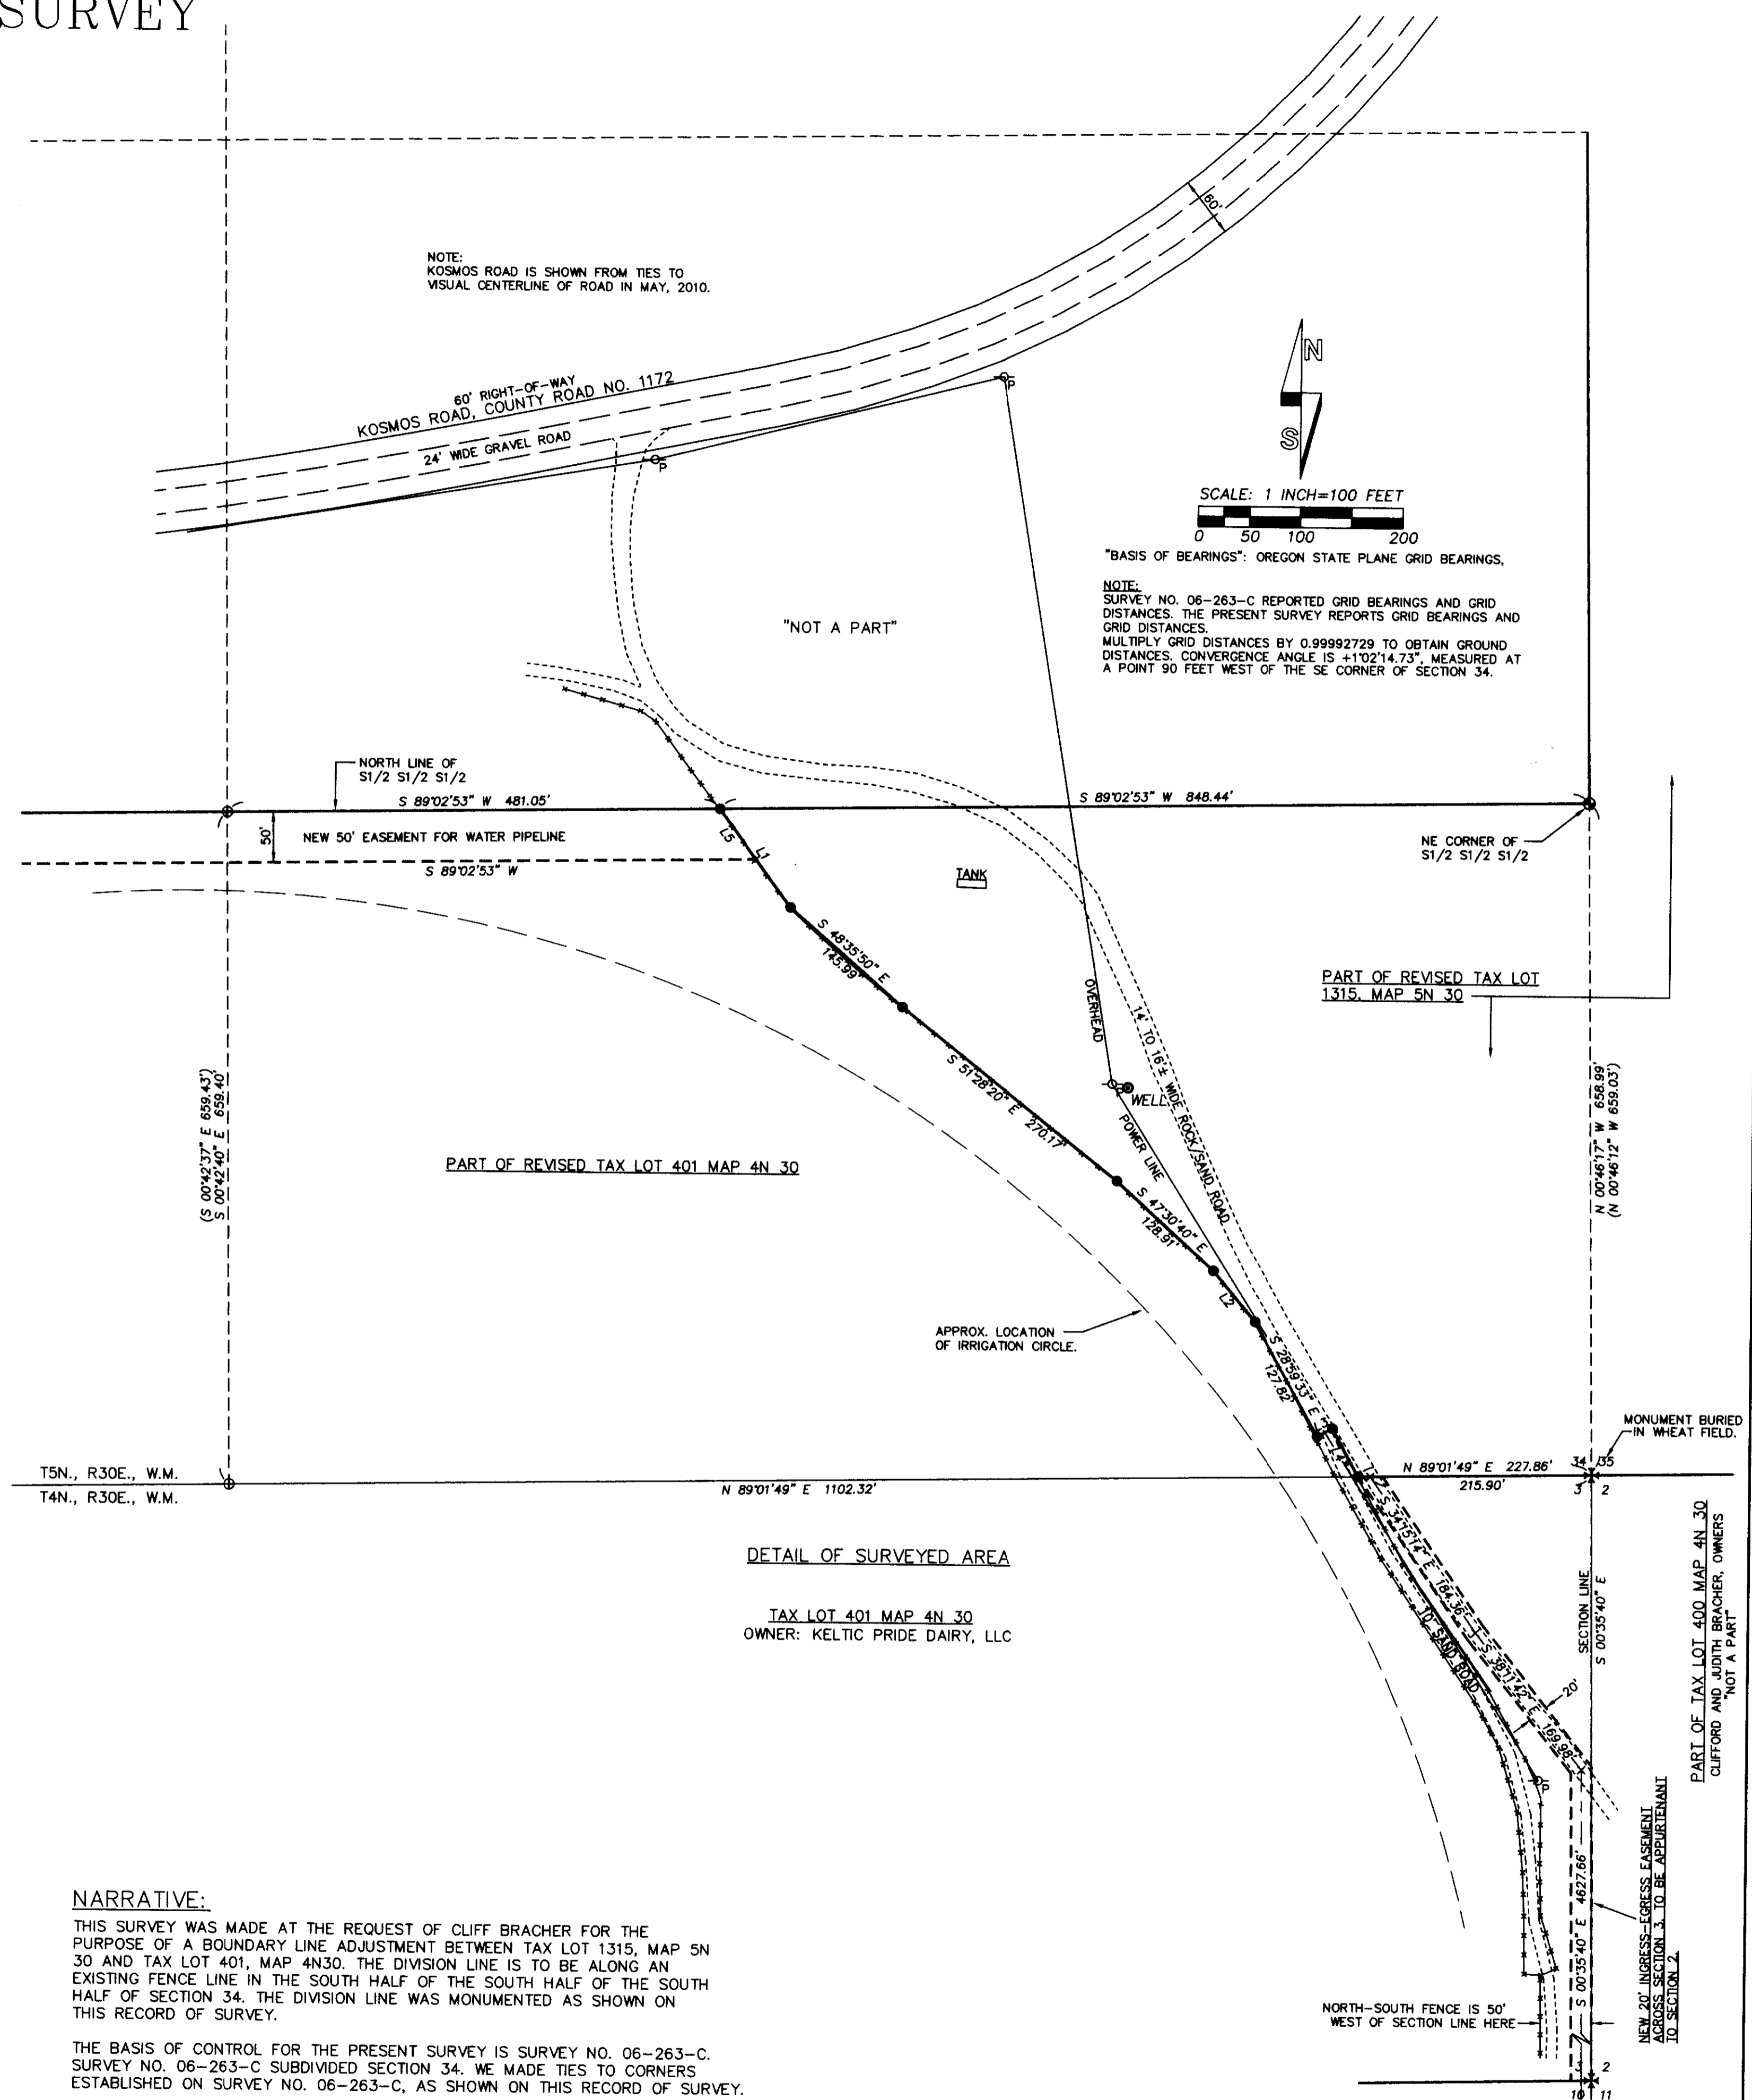 SURVEY
NOTE:
KOSMOS ROAD IS SHOWN FROM TIES TO
VISUAL CENTERLINE OF ROAD IN MAY, 2010.
60'
60' RIGHT-OF-WAY
KOSMOS ROAD, COUNTY ROAD NO. 1172
24' WIDE GRAVEL ROAD
P
P
N
S
SCALE: 1 INCH=100 FEET
0 50 100 200
"BASIS OF BEARINGS": OREGON STATE PLANE GRID BEARINGS,
NOTE:
SURVEY NO. 06-263-C REPORTED GRID BEARINGS AND GRID
DISTANCES. THE PRESENT SURVEY REPORTS GRID BEARINGS AND
GRID DISTANCES.
MULTIPLY GRID DISTANCES BY 0.99992729 TO OBTAIN GROUND
DISTANCES. CONVERGENCE ANGLE IS +1°02'14.73", MEASURED AT
A POINT 90 FEET WEST OF THE SE CORNER OF SECTION 34.
"NOT A PART"
NORTH LINE OF
S1/2 S1/2 S1/2
S 89°02'53" W 481.05'
S 89°02'53" W 848.44'
50'
NEW 50' EASEMENT FOR WATER PIPELINE
S 89°02'53" W
L5
L1
NE CORNER OF
S1/2 S1/2 S1/2
TANK
S 48°35'50" E
145.99'
PART OF REVISED TAX LOT
1315, MAP 5N 30
OVERHEAD
14' TO 16'± WIDE ROCK/SAND ROAD
S 51°28'20" E 270.17'
WELL
POWER LINE
(S 00°42'37" E 659.43')
S 00°42'40" E 659.40'
N 00°46'17" W 658.99'
(N 00°46'12" W 659.03')
PART OF REVISED TAX LOT 401 MAP 4N 30
S 47°30'40" E
128.91'
L2
APPROX. LOCATION
OF IRRIGATION CIRCLE.
S 28°59'33" E
127.82'
L4
MONUMENT BURIED
IN WHEAT FIELD.
T5N., R30E., W.M.
T4N., R30E., W.M.
N 89°01'49" E 1102.32'
N 89°01'49" E 227.86'
215.90'
34 35
3 2
DETAIL OF SURVEYED AREA
TAX LOT 401 MAP 4N 30
OWNER: KELTIC PRIDE DAIRY, LLC
S 34°15'14" E 184.36'
S 38°11'42" E 169.98'
20'
SAND ROAD
P
SECTION LINE
S 00°35'40" E
PART OF TAX LOT 400 MAP 4N 30
CLIFFORD AND JUDITH BRACHER, OWNERS
"NOT A PART"
S 00°35'40" E 4627.66'
NEW 20' INGRESS-EGRESS EASEMENT
ACROSS SECTION 3, TO BE APPURTENANT
TO SECTION 2.
NORTH-SOUTH FENCE IS 50'
WEST OF SECTION LINE HERE
3 2
10 11
NARRATIVE:
THIS SURVEY WAS MADE AT THE REQUEST OF CLIFF BRACHER FOR THE
PURPOSE OF A BOUNDARY LINE ADJUSTMENT BETWEEN TAX LOT 1315, MAP 5N
30 AND TAX LOT 401, MAP 4N30. THE DIVISION LINE IS TO BE ALONG AN
EXISTING FENCE LINE IN THE SOUTH HALF OF THE SOUTH HALF OF THE SOUTH
HALF OF SECTION 34. THE DIVISION LINE WAS MONUMENTED AS SHOWN ON
THIS RECORD OF SURVEY.
THE BASIS OF CONTROL FOR THE PRESENT SURVEY IS SURVEY NO. 06-263-C.
SURVEY NO. 06-263-C SUBDIVIDED SECTION 34. WE MADE TIES TO CORNERS
ESTABLISHED ON SURVEY NO. 06-263-C, AS SHOWN ON THIS RECORD OF SURVEY.